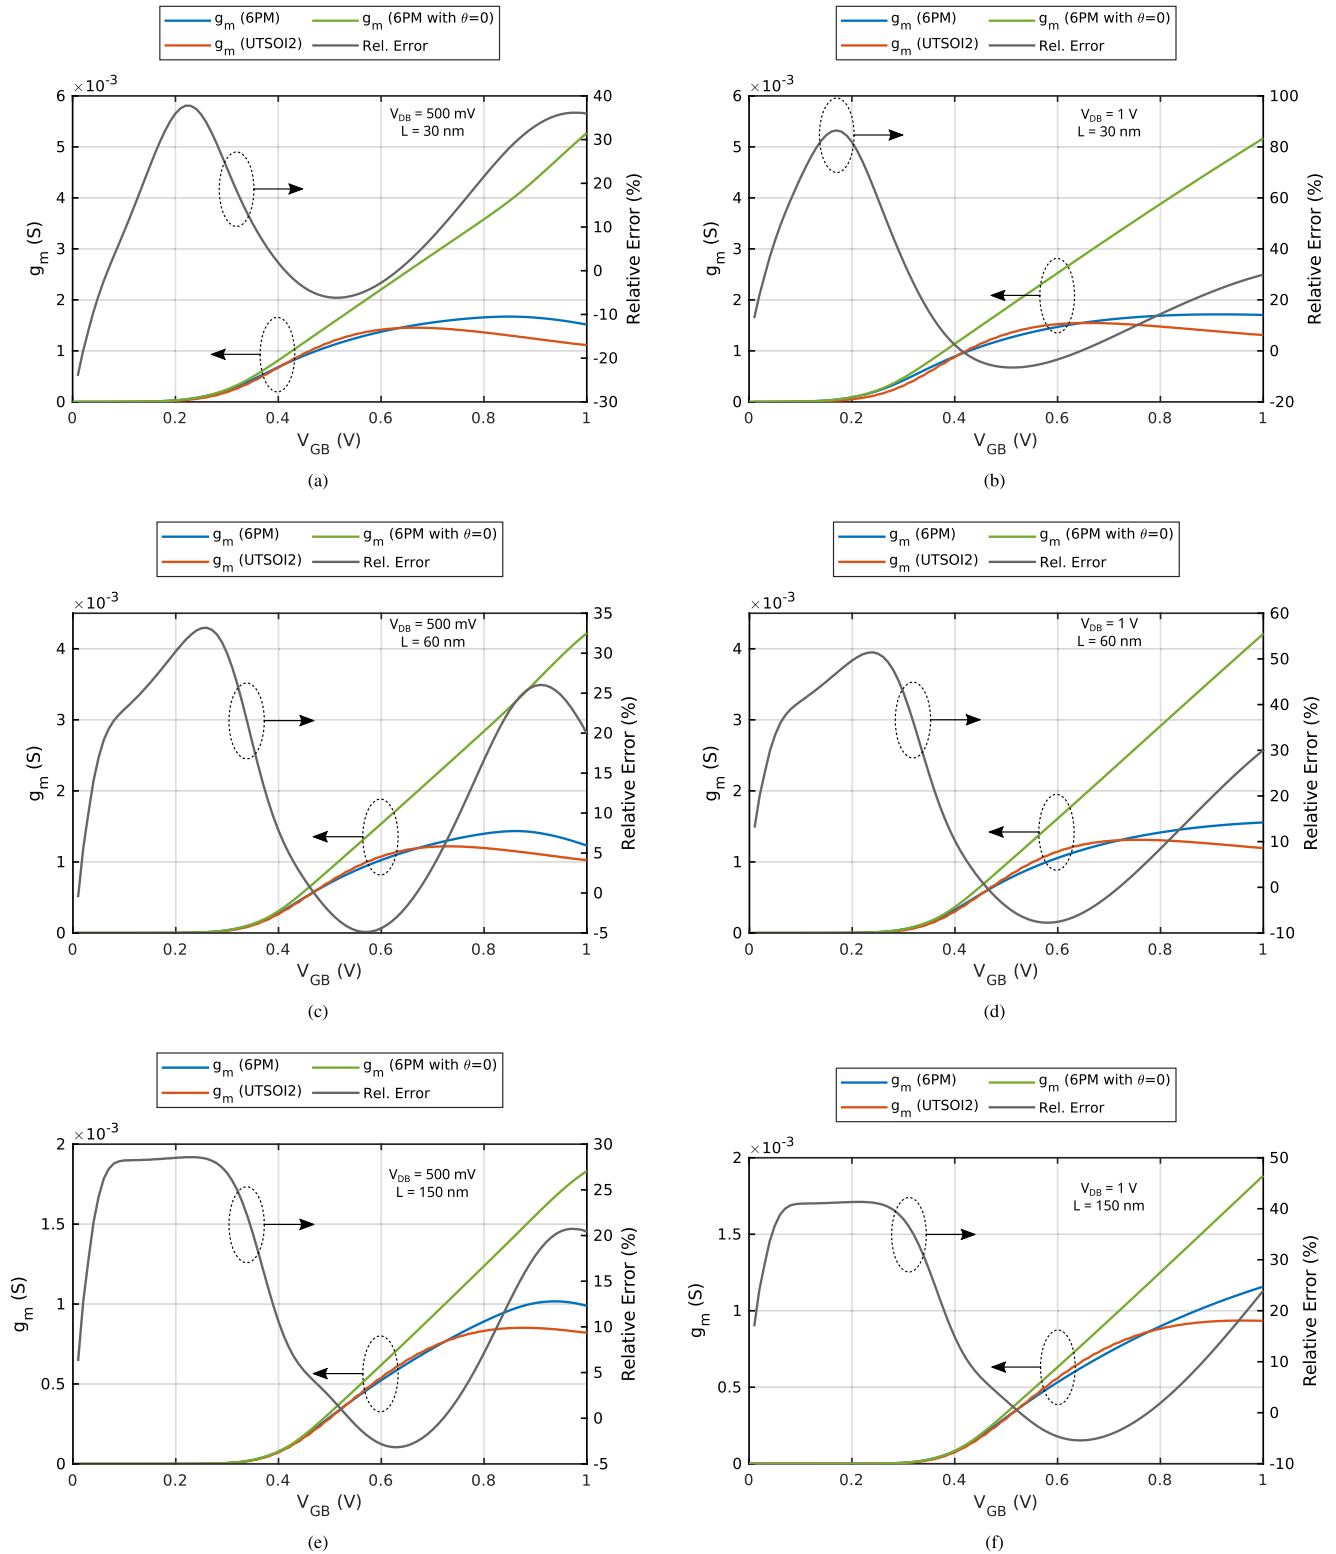 g_m (6PM) g_m (6PM with θ=0)
g_m (UTSOI2) Rel. Error
×10^-3
V_DB = 500 mV
L = 30 nm
6
5
4
3
2
1
0
g_m (S)
40
30
20
10
0
-10
-20
-30
Relative Error (%)
0 0.2 0.4 0.6 0.8 1
V_GB (V)
(a)
g_m (6PM) g_m (6PM with θ=0)
g_m (UTSOI2) Rel. Error
×10^-3
V_DB = 1 V
L = 30 nm
6
5
4
3
2
1
0
g_m (S)
100
80
60
40
20
0
-20
Relative Error (%)
0 0.2 0.4 0.6 0.8 1
V_GB (V)
(b)
g_m (6PM) g_m (6PM with θ=0)
g_m (UTSOI2) Rel. Error
×10^-3
V_DB = 500 mV
L = 60 nm
4
3
2
1
0
g_m (S)
35
30
25
20
15
10
5
0
-5
Relative Error (%)
0 0.2 0.4 0.6 0.8 1
V_GB (V)
(c)
g_m (6PM) g_m (6PM with θ=0)
g_m (UTSOI2) Rel. Error
×10^-3
V_DB = 1 V
L = 60 nm
4
3
2
1
0
g_m (S)
60
50
40
30
20
10
0
-10
Relative Error (%)
0 0.2 0.4 0.6 0.8 1
V_GB (V)
(d)
g_m (6PM) g_m (6PM with θ=0)
g_m (UTSOI2) Rel. Error
×10^-3
V_DB = 500 mV
L = 150 nm
2
1.5
1
0.5
0
g_m (S)
30
25
20
15
10
5
0
-5
Relative Error (%)
0 0.2 0.4 0.6 0.8 1
V_GB (V)
(e)
g_m (6PM) g_m (6PM with θ=0)
g_m (UTSOI2) Rel. Error
×10^-3
V_DB = 1 V
L = 150 nm
2
1.5
1
0.5
0
g_m (S)
50
40
30
20
10
0
-10
Relative Error (%)
0 0.2 0.4 0.6 0.8 1
V_GB (V)
(f)